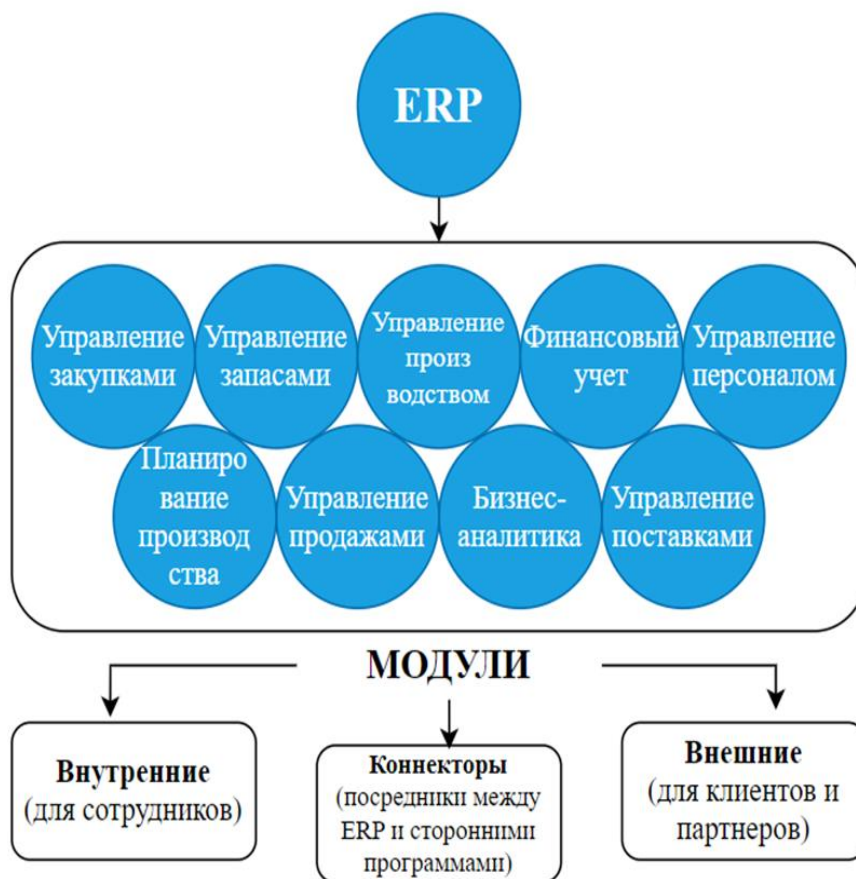 ERP
Управление
закупками
Управление
запасами
Управление
произ
водством
Финансовый
учет
Управление
персоналом
Планиро
вание
производ
ства
Управление
продажами
Бизнес-
аналитика
Управление
поставками
МОДУЛИ
Внутренние
(для сотрудников)
Коннекторы
(посредники между
ERP и сторонними
программами)
Внешние
(для клиентов и
партнеров)